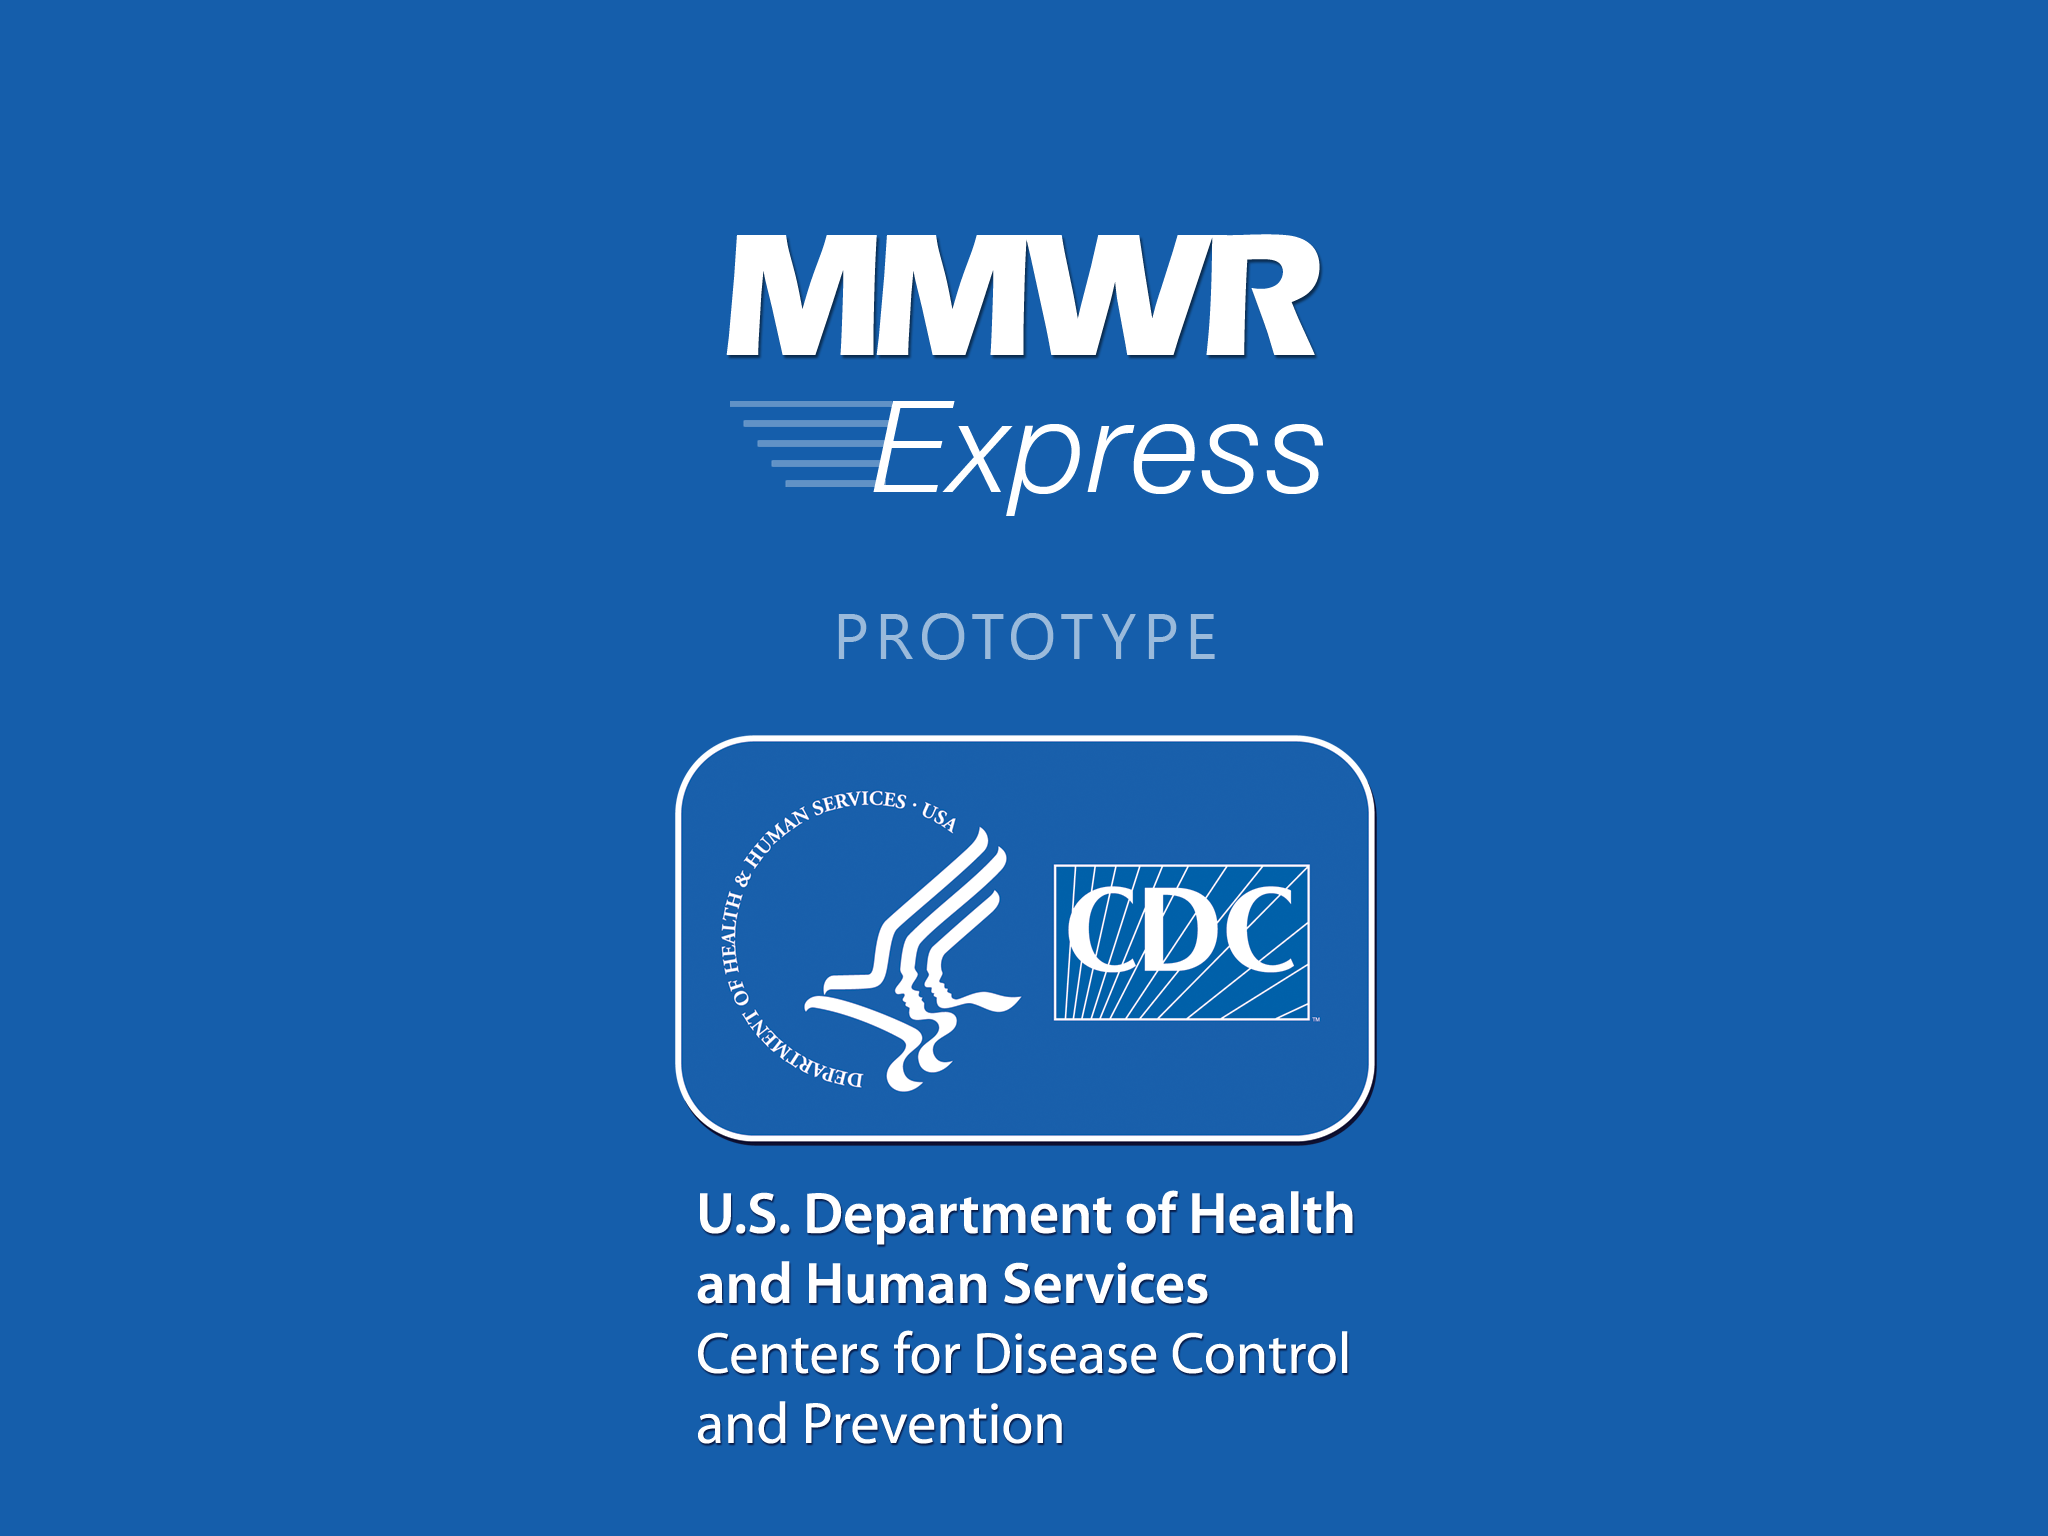 MMWR
Express
PROTOTYPE
DEPARTMENT OF HEALTH & HUMAN SERVICES · USA
CDC
TM
U.S. Department of Health
and Human Services
Centers for Disease Control
and Prevention